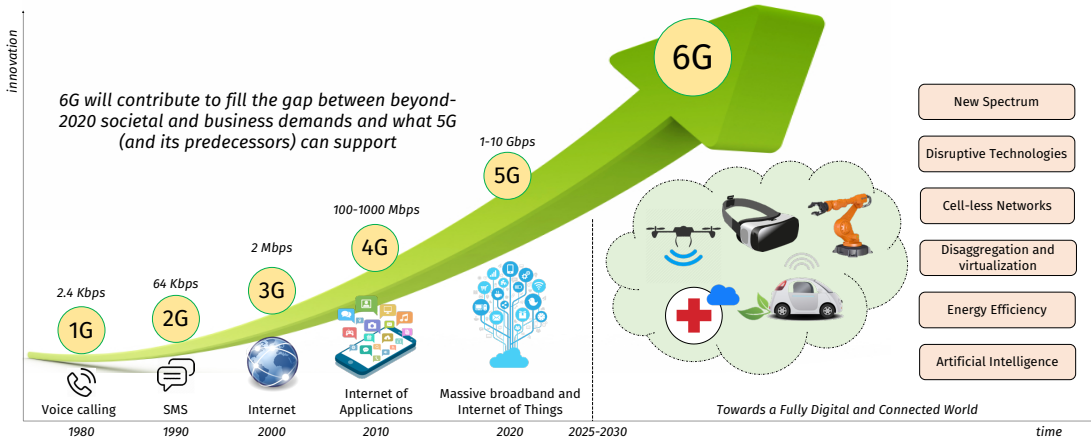 innovation
6G will contribute to fill the gap between beyond-
2020 societal and business demands and what 5G
(and its predecessors) can support
2.4 Kbps
1G
64 Kbps
2G
2 Mbps
3G
100-1000 Mbps
4G
1-10 Gbps
5G
6G
New Spectrum
Disruptive Technologies
Cell-less Networks
Disaggregation and
virtualization
Energy Efficiency
Artificial Intelligence
Voice calling
SMS
Internet
Internet of
Applications
Massive broadband and
Internet of Things
Towards a Fully Digital and Connected World
1980
1990
2000
2010
2020
2025-2030
time